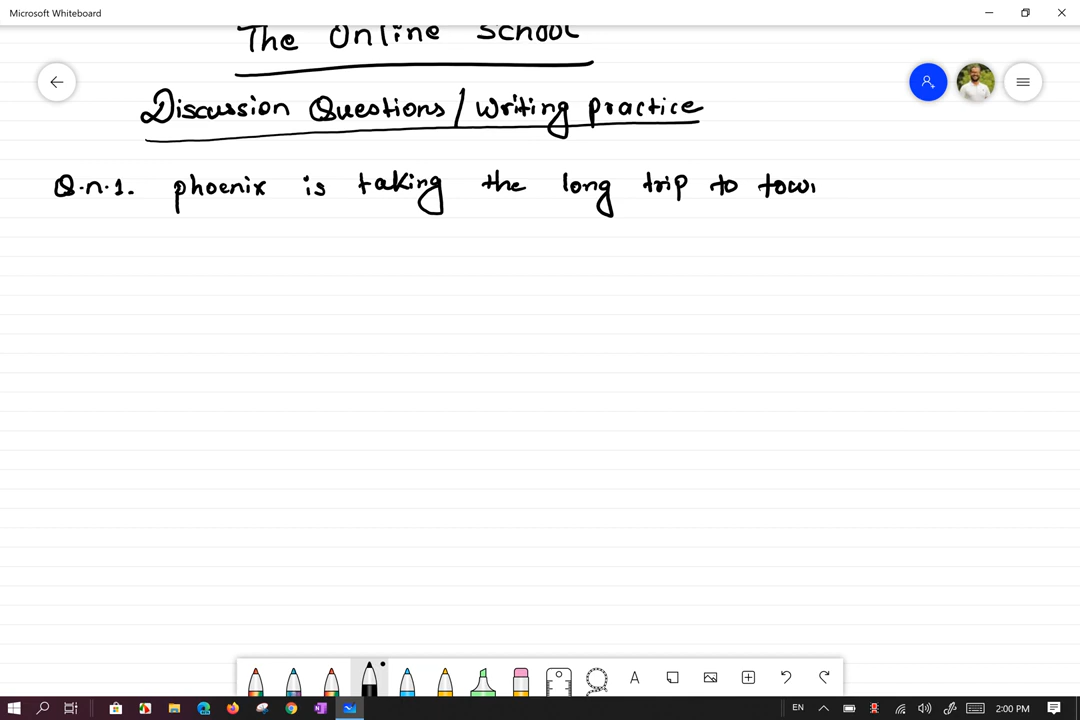 Microsoft Whiteboard
The Online School
Discussion Questions / Writing Practice
Q.n.1. phoenix is taking the long trip to
EN
2:00 PM